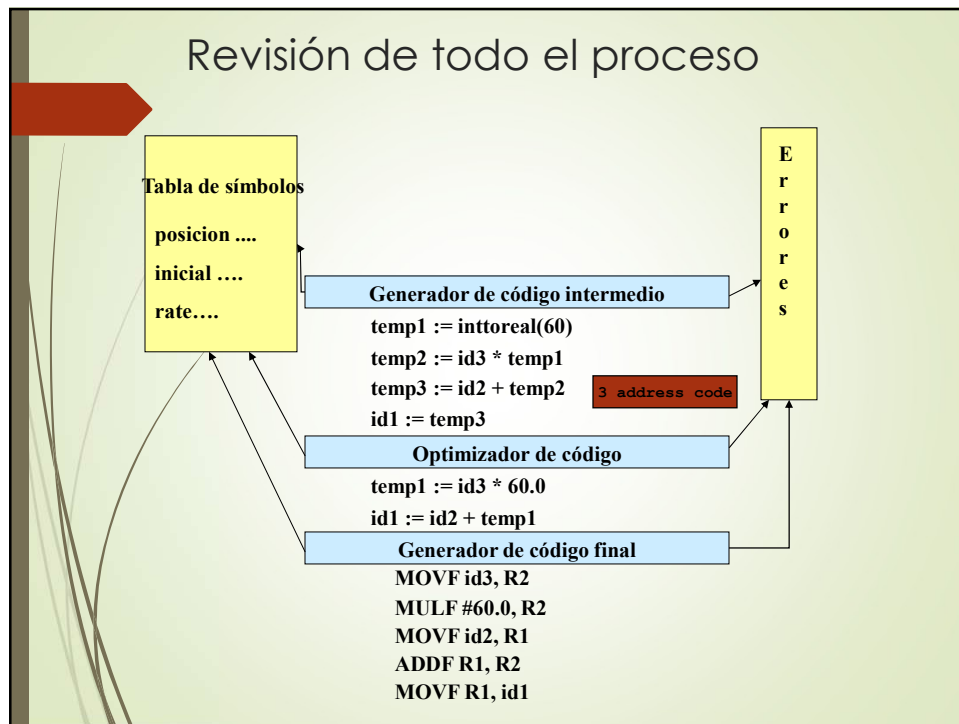 Revisión de todo el proceso
Tabla de símbolos
posicion ....
inicial ….
rate….
Errores
Generador de código intermedio
temp1 := inttoreal(60)
temp2 := id3 * temp1
temp3 := id2 + temp2
id1 := temp3
3 address code
Optimizador de código
temp1 := id3 * 60.0
id1 := id2 + temp1
Generador de código final
MOVF id3, R2
MULF #60.0, R2
MOVF id2, R1
ADDF R1, R2
MOVF R1, id1